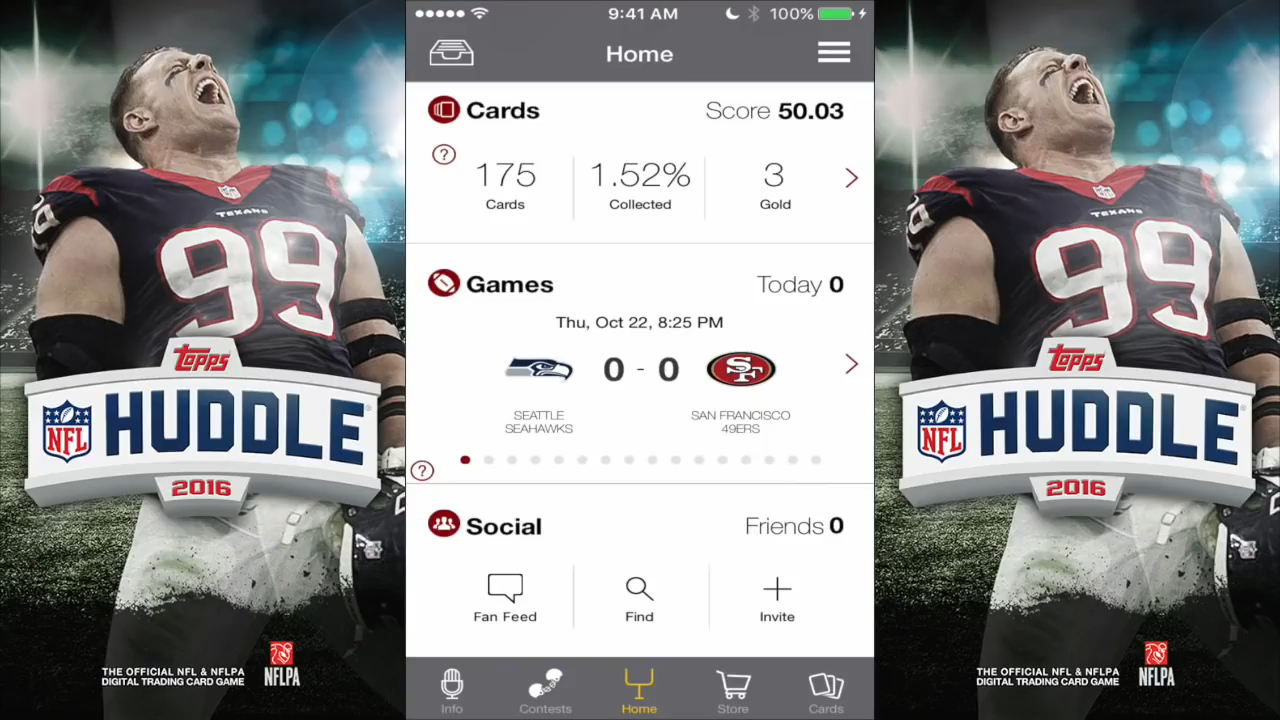 9:41 AM 100%
Home
Cards Score 50.03
?
175 1.52% 3
Cards Collected Gold
Games Today 0
Thu, Oct 22, 8:25 PM
0 - 0
SF
SEATTLE SAN FRANCISCO
SEAHAWKS 49ERS
?
Social Friends 0
Fan Feed Find Invite
Info Contests Home Store Cards
TEXANS
99
Topps
NFL HUDDLE®
2016
THE OFFICIAL NFL & NFLPA
DIGITAL TRADING CARD GAME
NFLPA
TEXANS
99
Topps
NFL HUDDLE®
2016
THE OFFICIAL NFL & NFLPA
DIGITAL TRADING CARD GAME
NFLPA